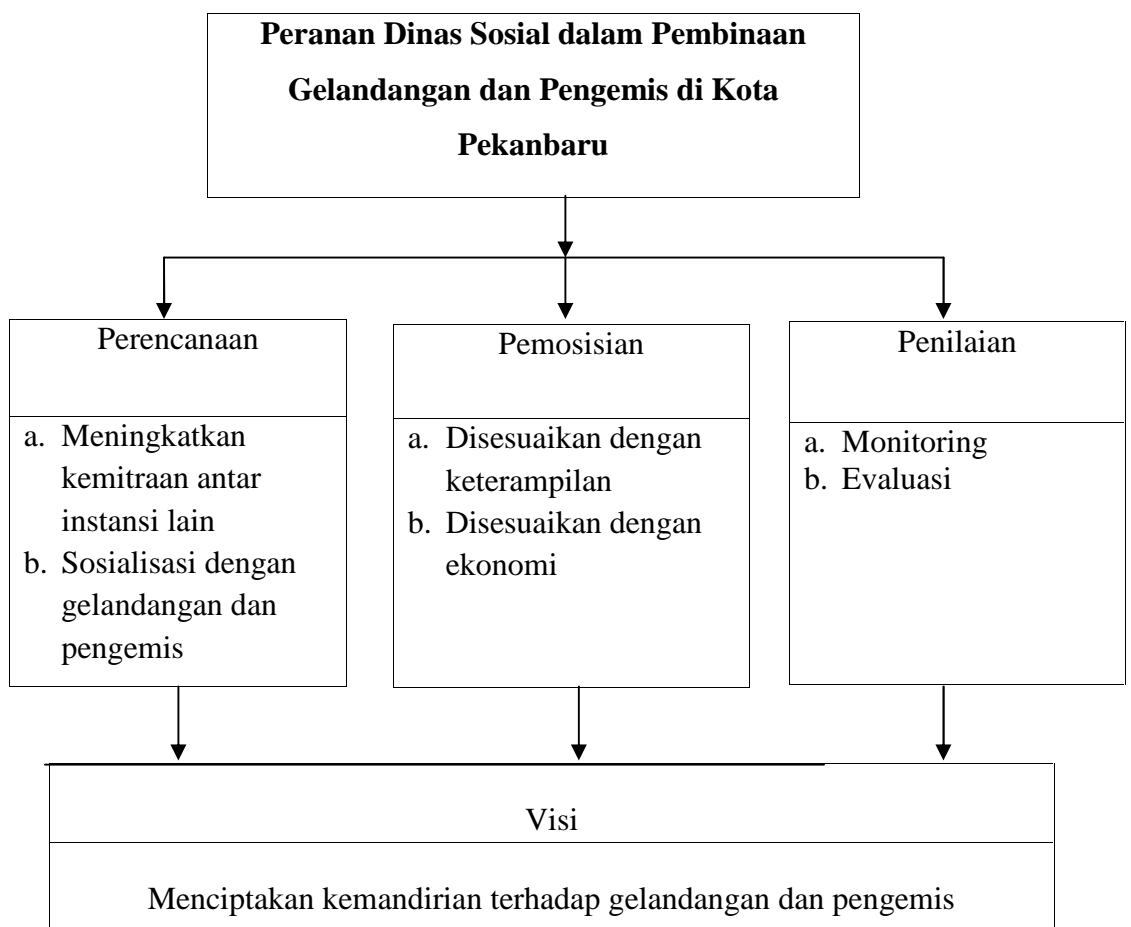 Peranan Dinas Sosial dalam Pembinaan
Gelandangan dan Pengemis di Kota
Pekanbaru
Perencanaan
a. Meningkatkan
kemitraan antar
instansi lain
b. Sosialisasi dengan
gelandangan dan
pengemis
Pemosisian
a. Disesuaikan dengan
keterampilan
b. Disesuaikan dengan
ekonomi
Penilaian
a. Monitoring
b. Evaluasi
Visi
Menciptakan kemandirian terhadap gelandangan dan pengemis